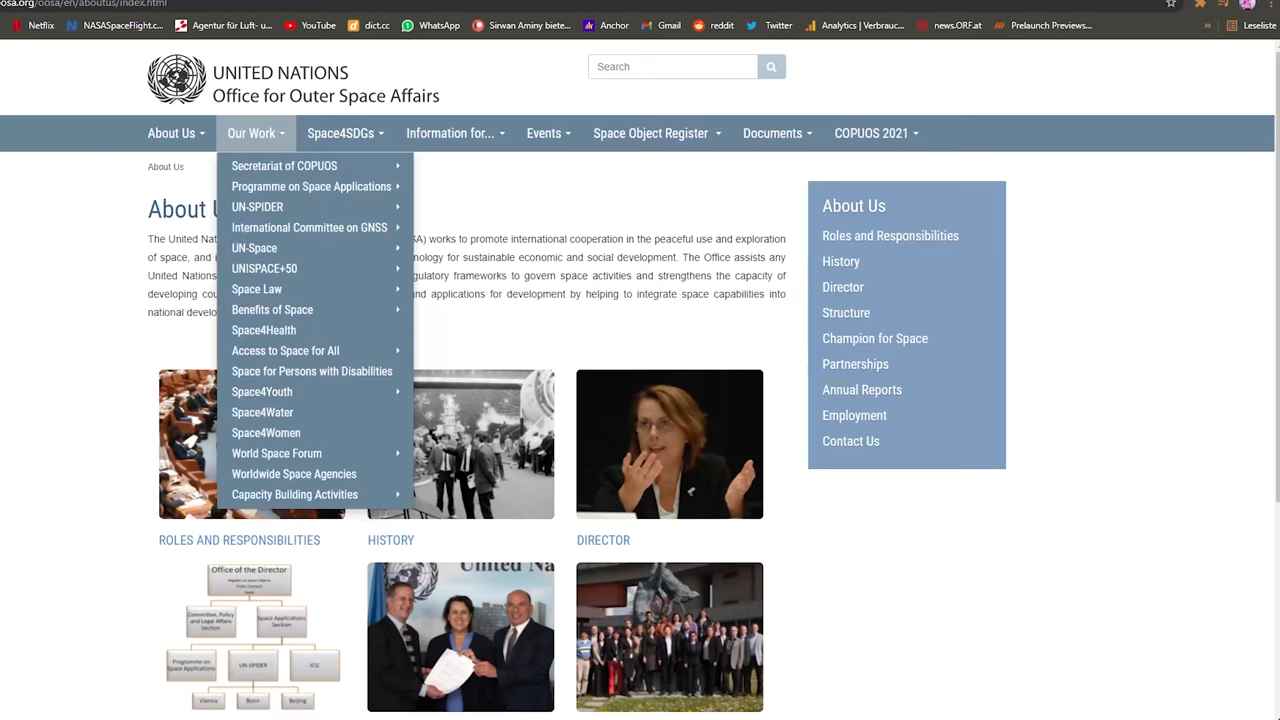 osa.org/oosa/en/aboutus/index.html
Netflix
NASASpaceFlight.c...
Agentur für Luft- u...
YOUTUBE
dict.cc
WhatsApp
Sirwan Aminy biete...
Anchor
Gmail
reddit
Twitter
Analytics | Veorauc...
news.ORF.at
Prelaunch Previews...
Leseliste
UNITED NATIONS
Office for Outer Space Affairs
Search
About Us
Our Work
Space4SDGs
Information for...
Events
Space Object Register
Documents
COPUOS 2021
About Us
Secretariat of COPUOS
Programme on Space Applications
UN-SPIDER
International Committee on GNSS
UN-Space
UNISPACE+50
Space Law
Benefits of Space
Space4Health
Access to Space for All
Space for Persons with Disabilities
Space4Youth
Space4Water
Space4Women
World Space Forum
Worldwide Space Agencies
Capacity Building Activities
About U
The United Nat SA) works to promote international cooperation in the peaceful use and exploration
of space, and i nology for sustainable economic and social development. The Office assists any
United Nations gulatory frameworks to govern space activities and strengthens the capacity of
developing cou and applications for development by helping to integrate space capabilities into
national develo
About Us
Roles and Responsibilities
History
Director
Structure
Champion for Space
Partnerships
Annual Reports
Employment
Contact Us
ROLES AND RESPONSIBILITIES
HISTORY
DIRECTOR
Office of the Director
Committee, Policy
and Legal Affairs
Section
Space Applications
Section
Programme on
Space Applications
UN-SPIDER
ICG
Vienna
Bonn
Beijing
United Na